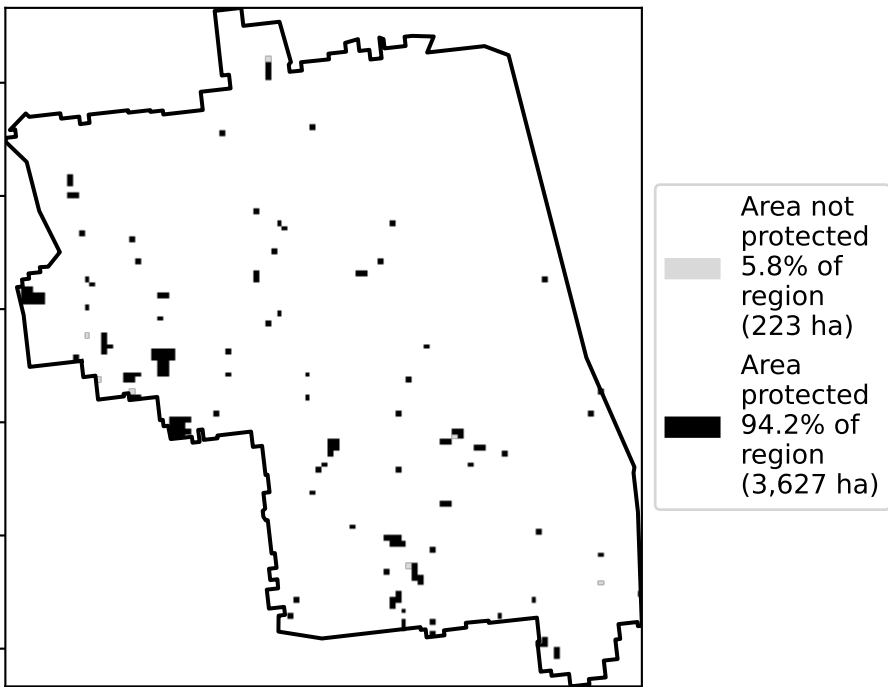 Area not
protected
5.8% of
region
(223 ha)
Area
protected
94.2% of
region
(3,627 ha)